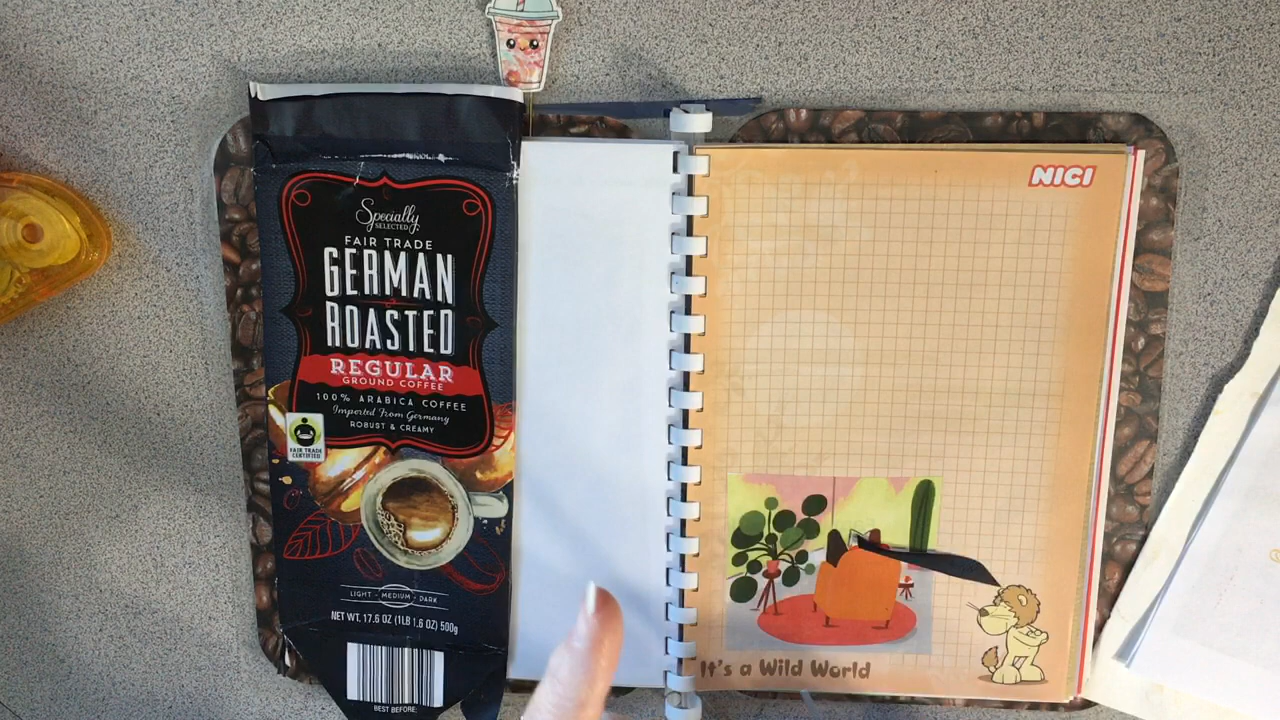 Specially
SELECTED
FAIR TRADE
GERMAN
ROASTED
REGULAR
GROUND COFFEE
100% ARABICA COFFEE
Imported From Germany
ROBUST & CREAMY
FAIR TRADE
CERTIFIED
LIGHT - MEDIUM - DARK
NET WT. 17.6 OZ (1LB 1.6 OZ) 500g
BEST BEFORE:
NICI
It's a Wild World